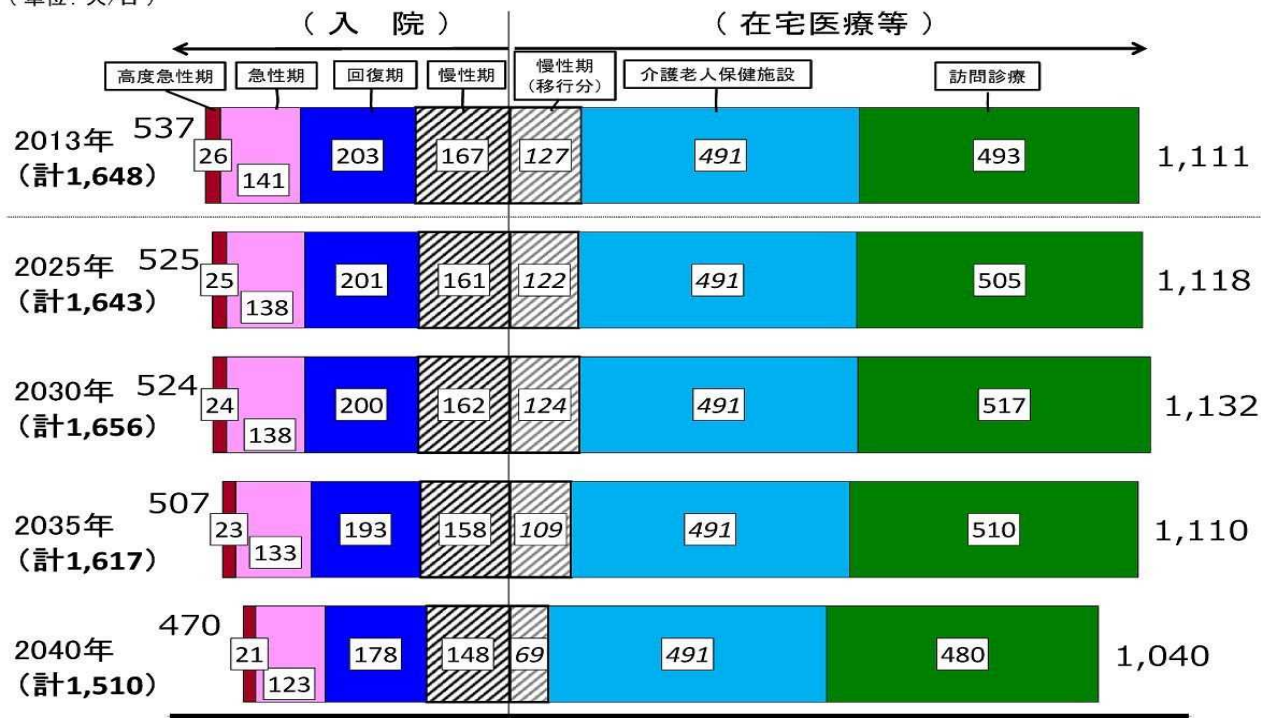 （単位：人/日）
（入　院）
（在宅医療等）
高度急性期
急性期
回復期
慢性期
慢性期
（移行分）
介護老人保健施設
訪問診療
2013年
（計1,648）
537
26
141
203
167
127
491
493
1,111
2025年
（計1,643）
525
25
138
201
161
122
491
505
1,118
2030年
（計1,656）
524
24
138
200
162
124
491
517
1,132
2035年
（計1,617）
507
23
133
193
158
109
491
510
1,110
2040年
（計1,510）
470
21
123
178
148
69
491
480
1,040